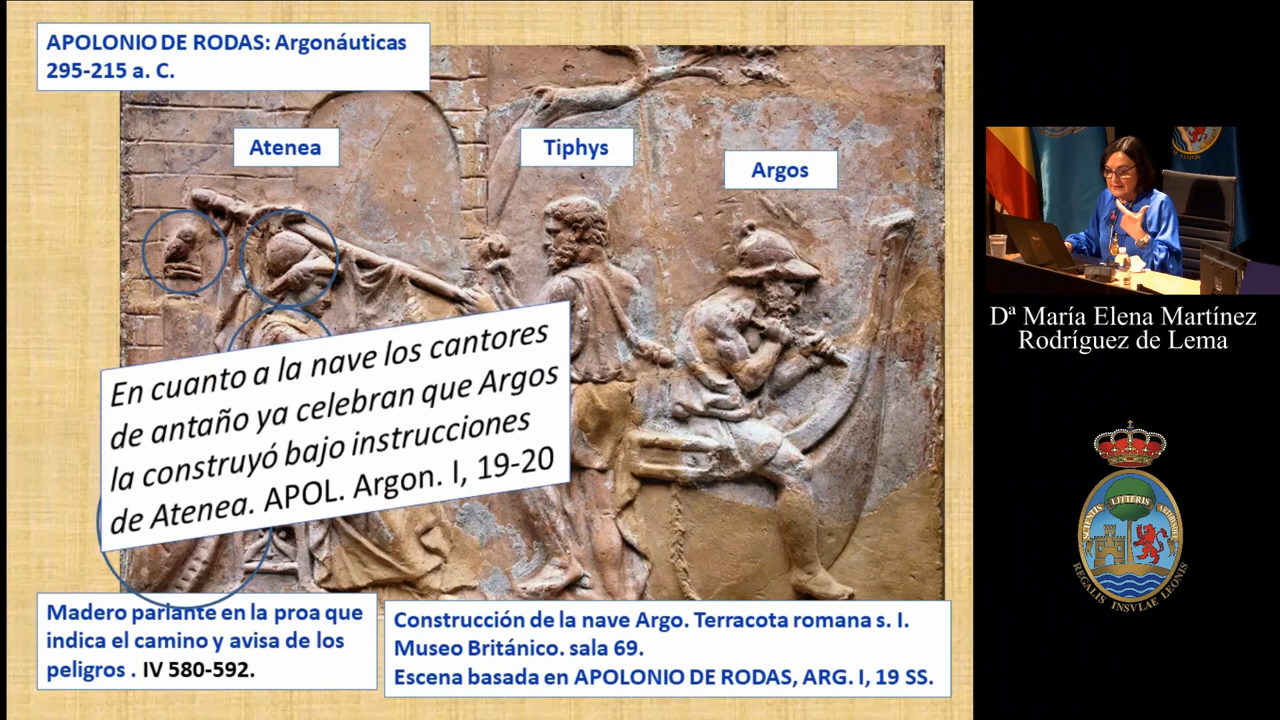 APOLONIO DE RODAS: Argonáuticas
295-215 a. C.
Atenea
Tiphys
Argos
En cuanto a la nave los cantores
de antaño ya celebran que Argos
la construyó bajo instrucciones
de Atenea. APOL. Argon. I, 19-20
Madero parlante en la proa que
indica el camino y avisa de los
peligros . IV 580-592.
Construcción de la nave Argo. Terracota romana s. I.
Museo Británico. sala 69.
Escena basada en APOLONIO DE RODAS, ARG. I, 19 SS.
Dª María Elena Martínez
Rodríguez de Lema
LITTERIS
REGALIS INSVLAE LEONIS